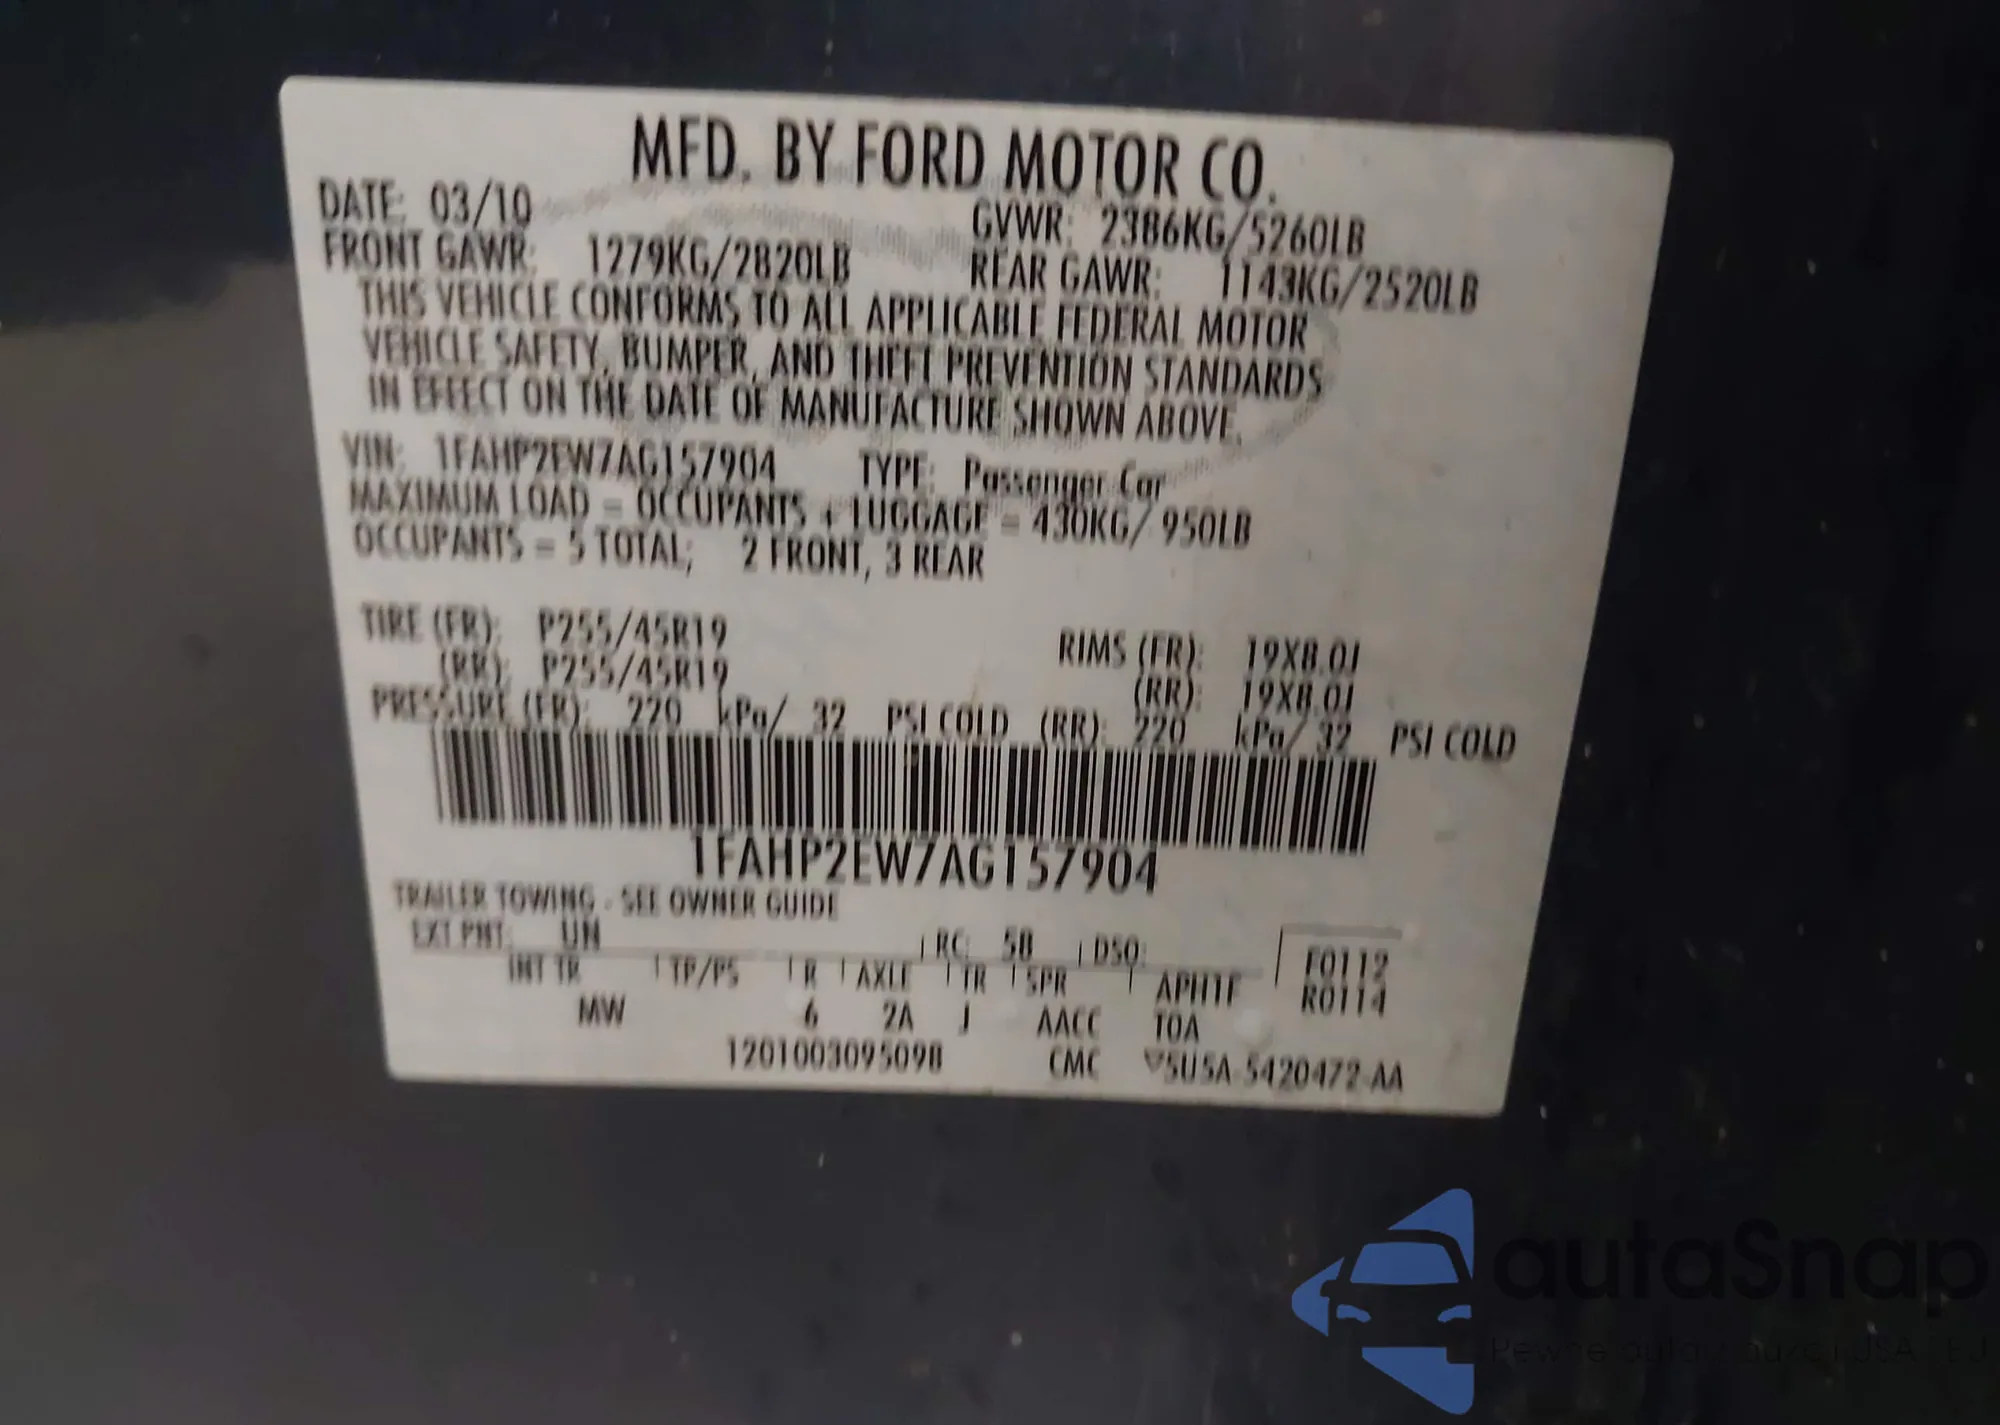 MFD. BY FORD MOTOR CO.
DATE: 03/10 GVWR: 2386KG/5260LB
FRONT GAWR: 1279KG/2820LB REAR GAWR: 1143KG/2520LB
THIS VEHICLE CONFORMS TO ALL APPLICABLE FEDERAL MOTOR
VEHICLE SAFETY, BUMPER, AND THEFT PREVENTION STANDARDS
IN EFFECT ON THE DATE OF MANUFACTURE SHOWN ABOVE.
VIN: 1FAHP2EW7AG157904 TYPE: Passenger Car
MAXIMUM LOAD = OCCUPANTS + LUGGAGE = 430KG/ 950LB
OCCUPANTS = 5 TOTAL; 2 FRONT, 3 REAR
TIRE (FR): P255/45R19 RIMS (FR): 19X8.0J
(RR): P255/45R19 (RR): 19X8.0J
PRESSURE (FR): 220 kPa/ 32 PSI COLD (RR): 220 kPa/ 32 PSI COLD
1FAHP2EW7AG157904
TRAILER TOWING - SEE OWNER GUIDE
EXT PNT: UN RC: 58 DSO: F0112
INT TR TP/PS R AXLE TR SPR R0114
MW 6 2A J AACC TOA
1201003095098 CMC ▽5U5A-5420472-AA
autaSnap
Pewne auta z aukcji USA